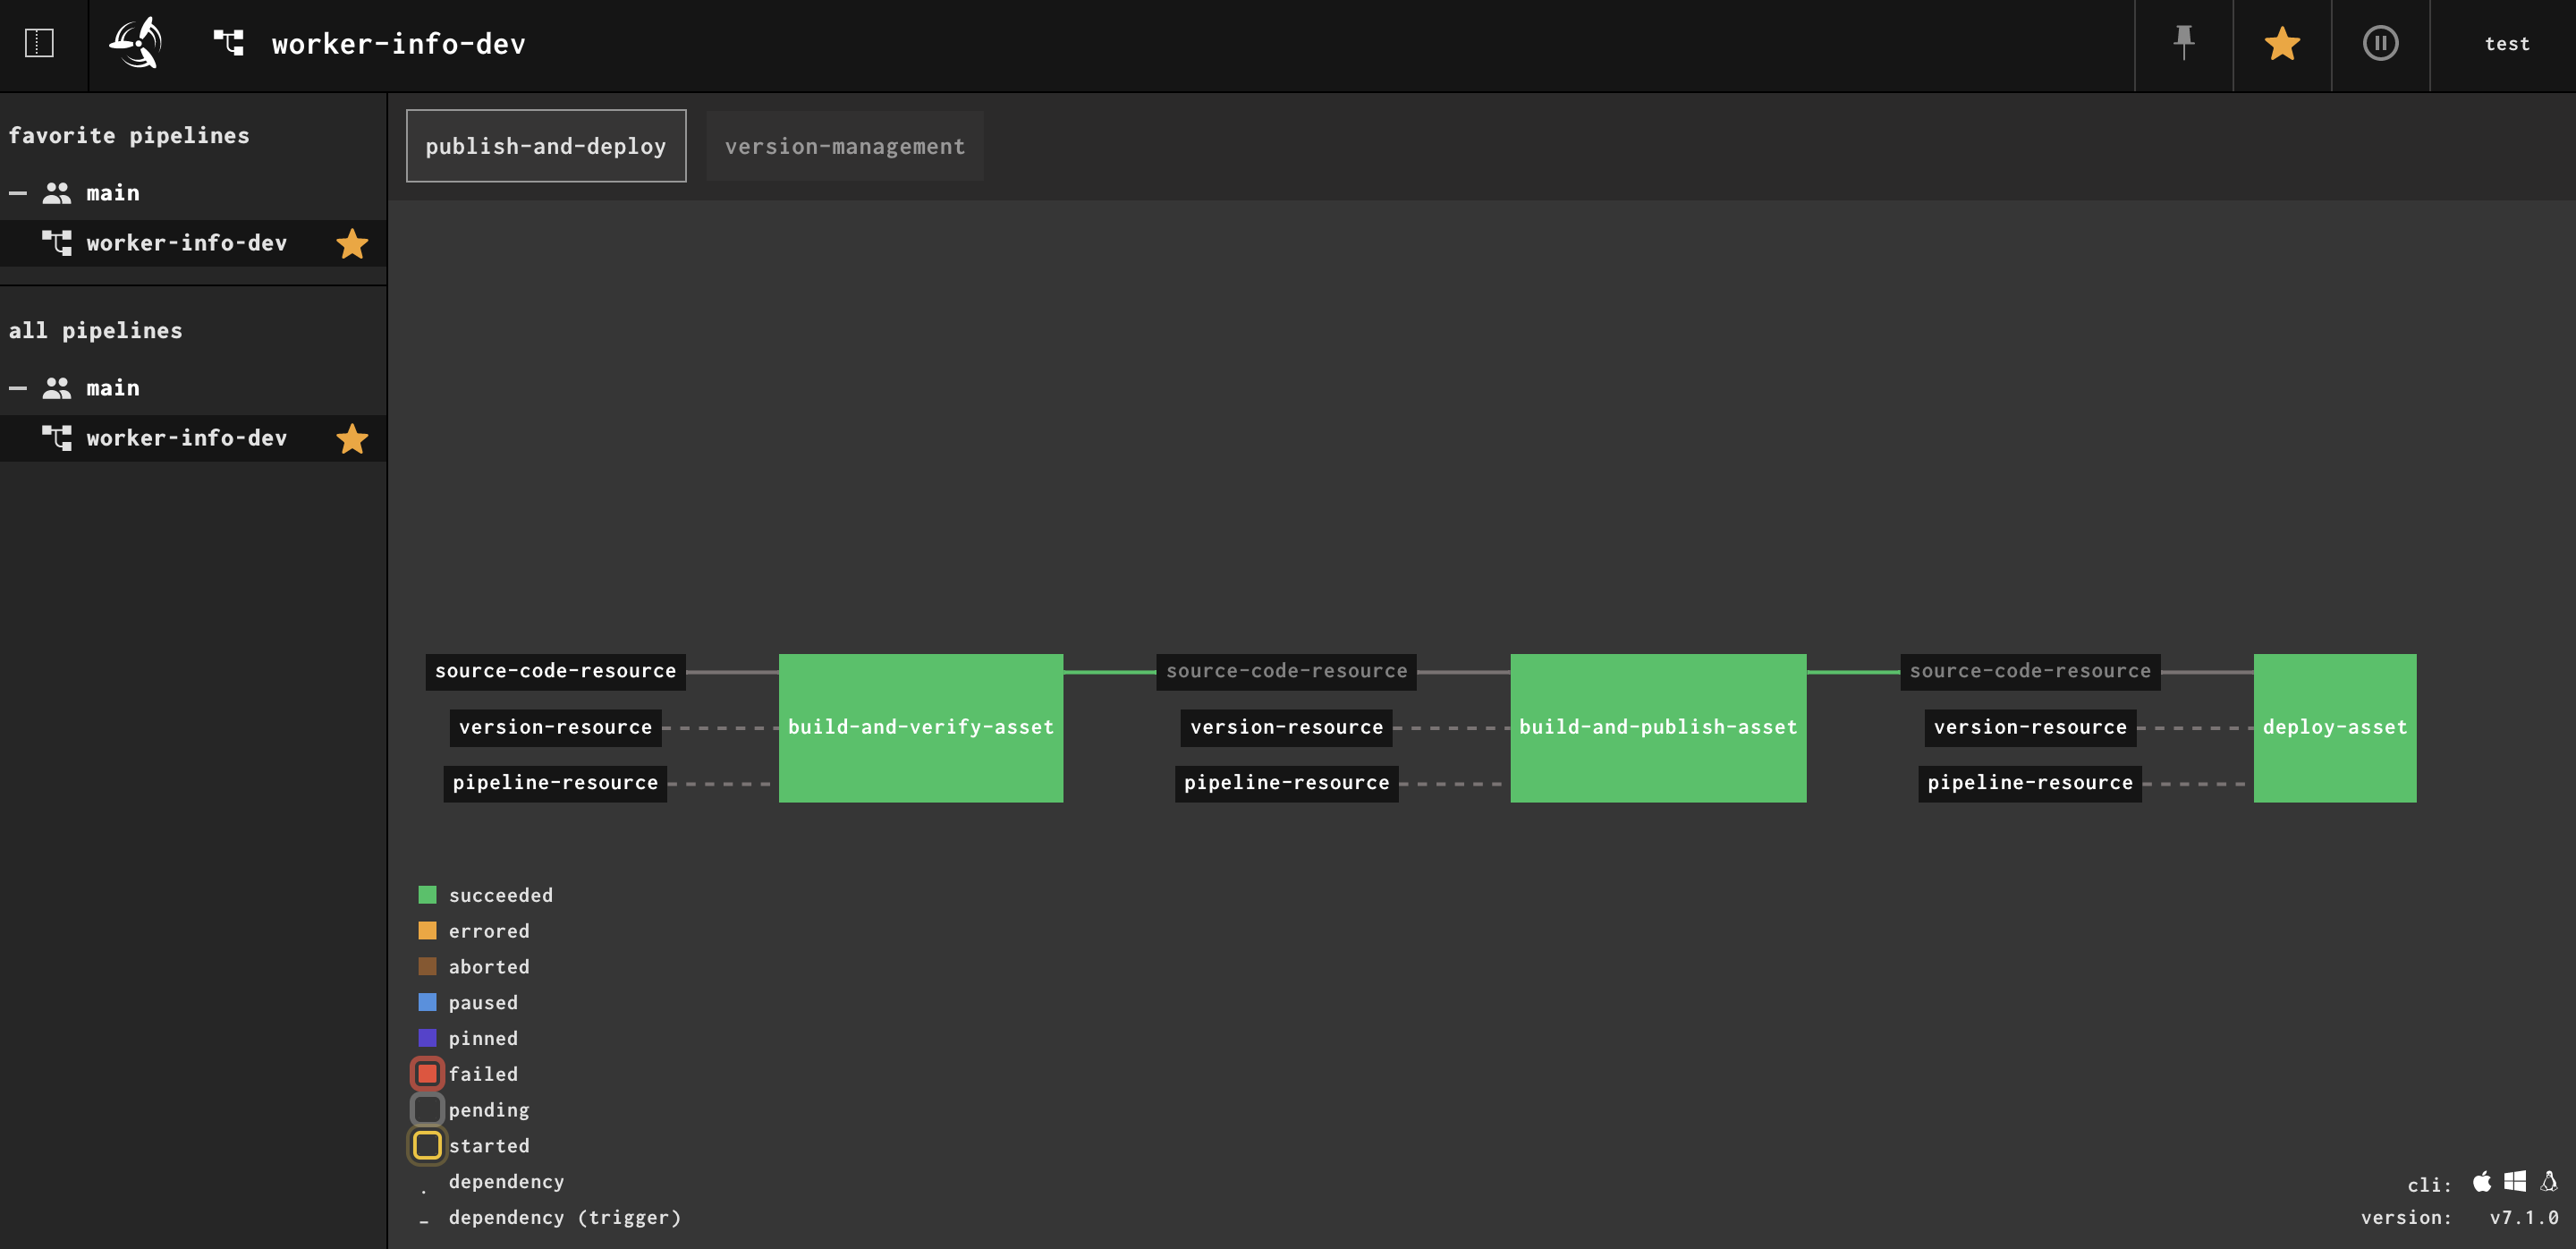 worker-info-dev
test
favorite pipelines
main
worker-info-dev
all pipelines
main
worker-info-dev
publish-and-deploy
version-management
source-code-resource
version-resource
pipeline-resource
build-and-verify-asset
source-code-resource
version-resource
pipeline-resource
build-and-publish-asset
source-code-resource
version-resource
pipeline-resource
deploy-asset
succeeded
errored
aborted
paused
pinned
failed
pending
started
dependency
dependency (trigger)
cli:
version: v7.1.0